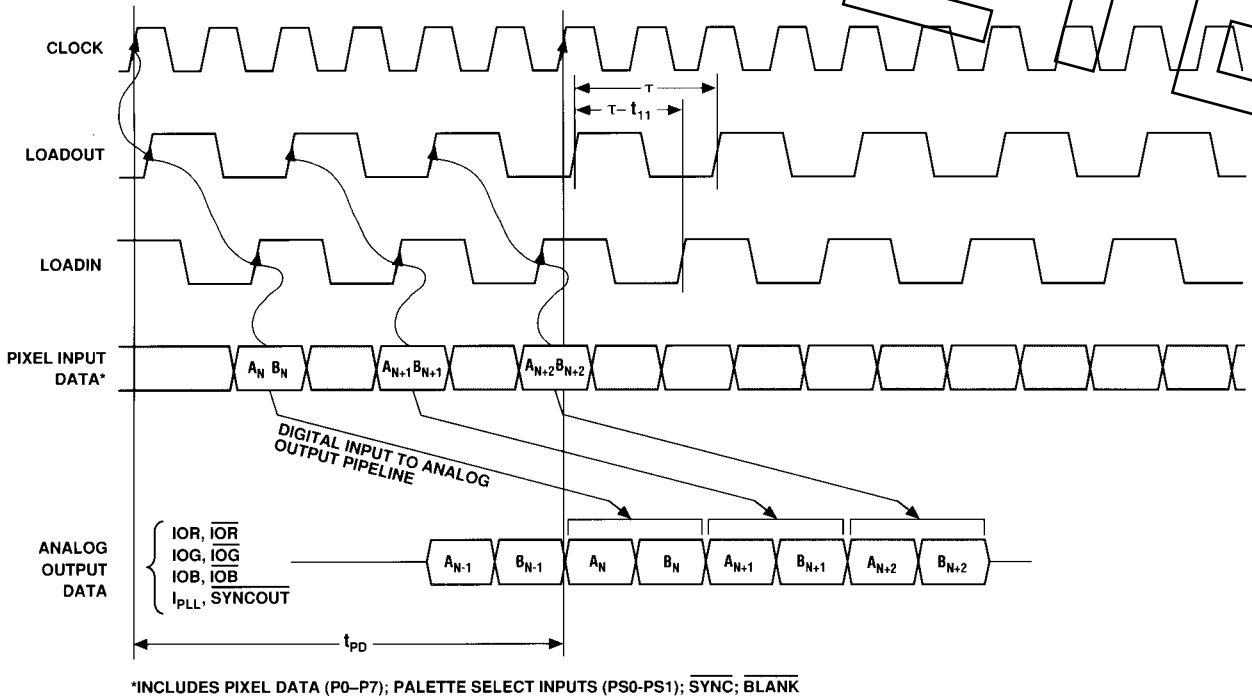 CLOCK
τ
τ– t11
LOADOUT
LOADIN
PIXEL INPUT
DATA*
AN BN
AN+1 BN+1
AN+2 BN+2
DIGITAL INPUT TO ANALOG
OUTPUT PIPELINE
ANALOG
OUTPUT
DATA
IOR, IOR
IOG, IOG
IOB, IOB
IPLL, SYNCOUT
AN-1
BN-1
AN
BN
AN+1
BN+1
AN+2
BN+2
tPD
*INCLUDES PIXEL DATA (P0–P7); PALETTE SELECT INPUTS (PS0-PS1); SYNC; BLANK